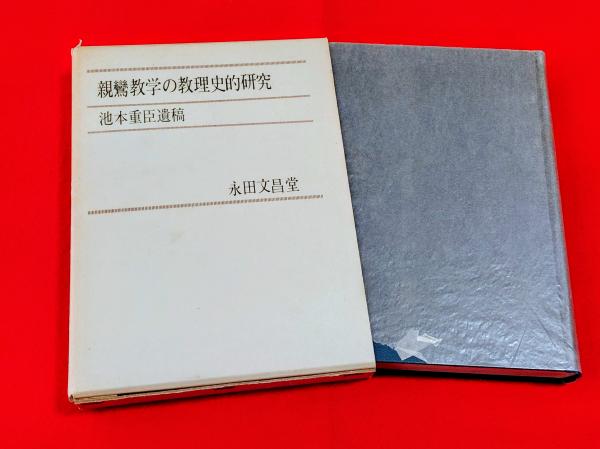 親鸞教学の教理史的研究
池本重臣遺稿
永田文昌堂